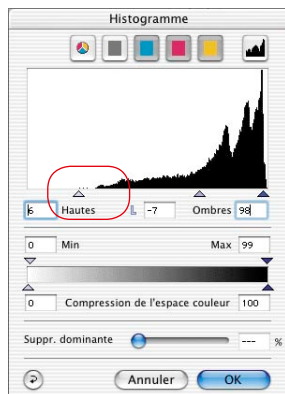 Histogramme
6 Hautes L -7 Ombres 98
0 Min Max 99
0 Compression de l'espace couleur 100
Suppr. dominante --- %
Annuler OK